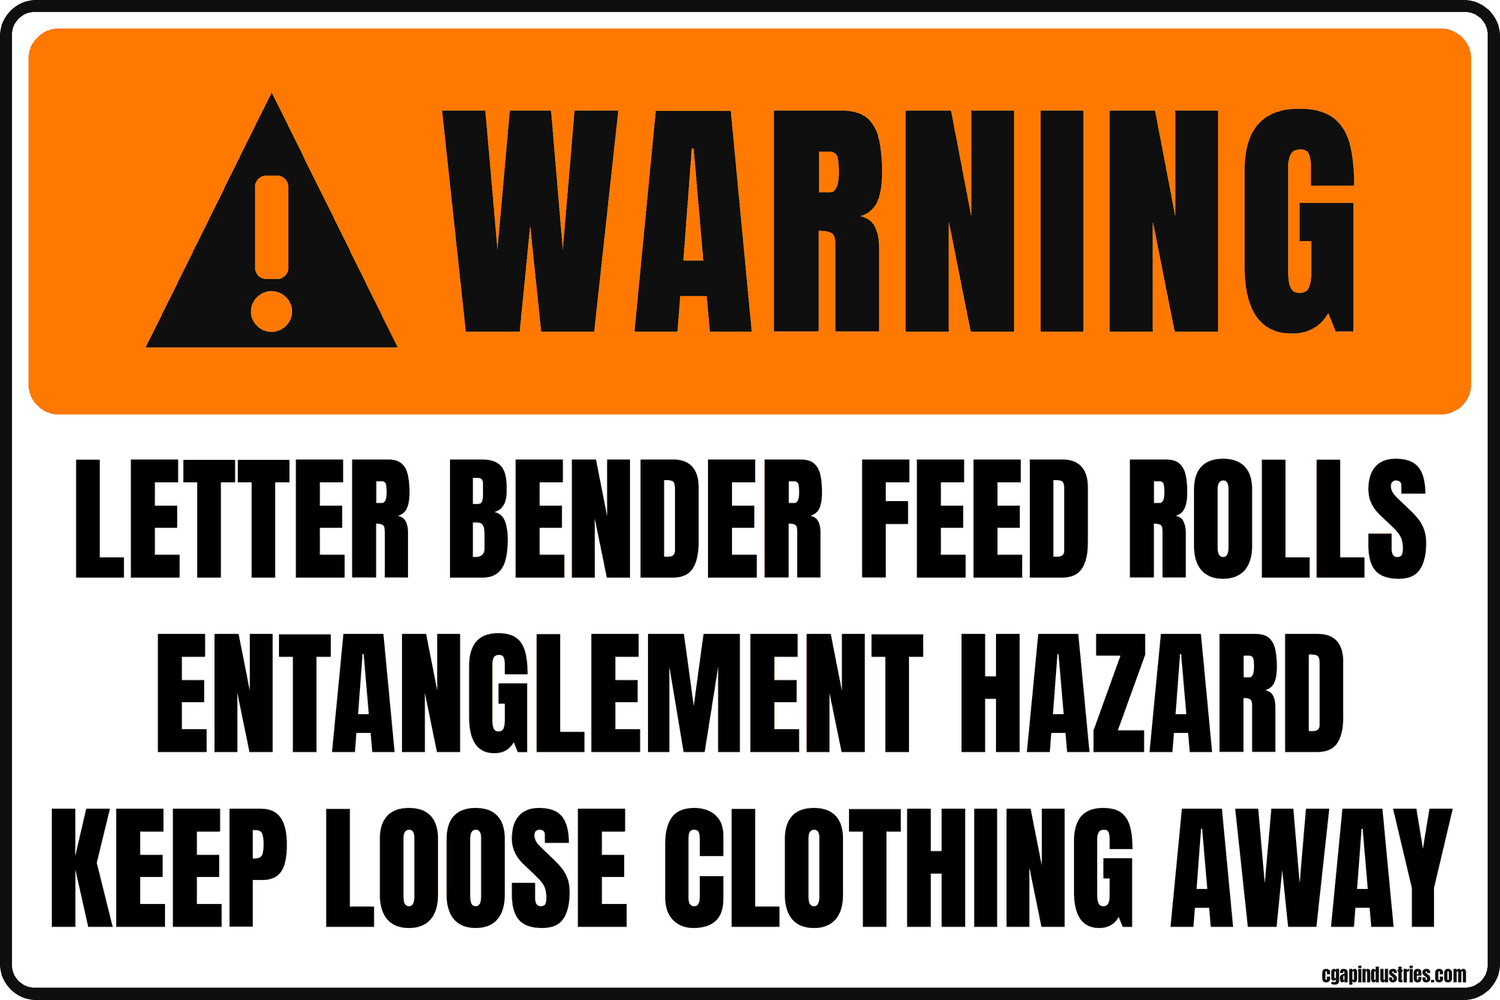 WARNING
LETTER BENDER FEED ROLLS
ENTANGLEMENT HAZARD
KEEP LOOSE CLOTHING AWAY
cgapindustries.com